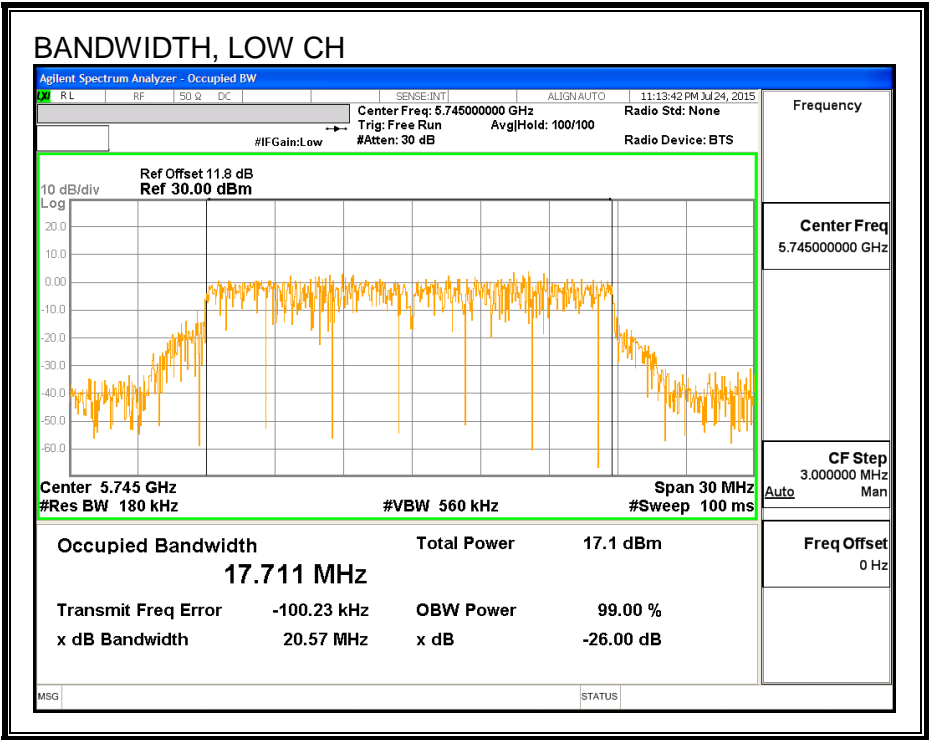 BANDWIDTH, LOW CH
Agilent Spectrum Analyzer - Occupied BW
LXI RL RF 50 Ω DC SENSE:INT ALIGN AUTO 11:13:42 PM Jul 24, 2015
Center Freq: 5.745000000 GHz Radio Std: None
Trig: Free Run Avg|Hold: 100/100
#IFGain:Low #Atten: 30 dB Radio Device: BTS
Ref Offset 11.8 dB
10 dB/div Ref 30.00 dBm
Log
20.0
10.0
0.00
-10.0
-20.0
-30.0
-40.0
-50.0
-60.0
Center 5.745 GHz Span 30 MHz
#Res BW 180 kHz #VBW 560 kHz #Sweep 100 ms
Occupied Bandwidth Total Power 17.1 dBm
17.711 MHz
Transmit Freq Error -100.23 kHz OBW Power 99.00 %
x dB Bandwidth 20.57 MHz x dB -26.00 dB
MSG STATUS
Frequency
Center Freq
5.745000000 GHz
CF Step
3.000000 MHz
Auto Man
Freq Offset
0 Hz